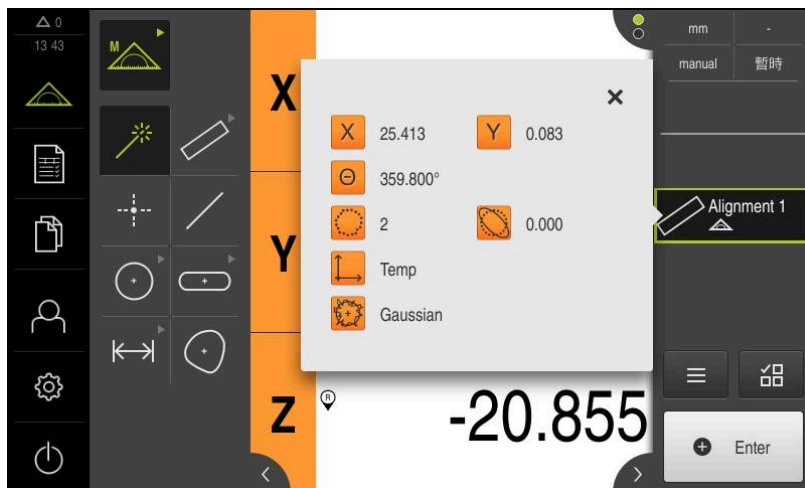 0
13 43
M
X
Y
Z
X 25.413 Y 0.083
Θ 359.800°
2 0.000
Temp
Gaussian
R
-20.855
mm -
manual 暫時
Alignment 1
Enter